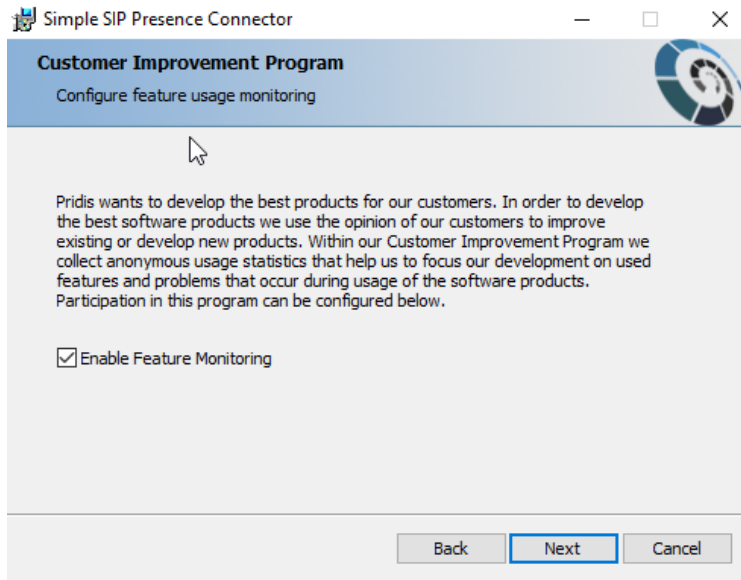 Simple SIP Presence Connector
Customer Improvement Program
Configure feature usage monitoring
Pridis wants to develop the best products for our customers. In order to develop
the best software products we use the opinion of our customers to improve
existing or develop new products. Within our Customer Improvement Program we
collect anonymous usage statistics that help us to focus our development on used
features and problems that occur during usage of the software products.
Participation in this program can be configured below.
Enable Feature Monitoring
Back Next Cancel